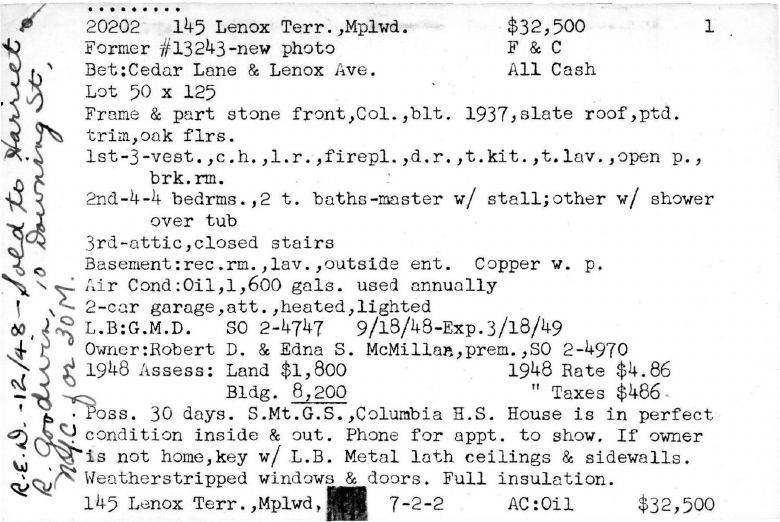 20202 145 Lenox Terr.,Mplwd. $32,500 1
Former #13243-new photo F & C
Bet:Cedar Lane & Lenox Ave. All Cash
Lot 50 x 125
Frame & part stone front,Col.,blt. 1937,slate roof,ptd.
trim,oak flrs.
1st-3-vest.,c.h.,l.r.,firepl.,d.r.,t.kit.,t.lav.,open p.,
brk.rm.
2nd-4-4 bedrms.,2 t. baths-master w/ stall;other w/ shower
over tub
3rd-attic,closed stairs
Basement:rec.rm.,lav.,outside ent. Copper w. p.
Air Cond:Oil,1,600 gals. used annually
2-car garage,att.,heated,lighted
L.B:G.M.D. SO 2-4747 9/18/48-Exp.3/18/49
Owner:Robert D. & Edna S. McMillan,prem.,SO 2-4970
1948 Assess: Land $1,800 1948 Rate $4.86
Bldg. 8,200 " Taxes $486.
Poss. 30 days. S.Mt.G.S.,Columbia H.S. House is in perfect
condition inside & out. Phone for appt. to show. If owner
is not home,key w/ L.B. Metal lath ceilings & sidewalls.
Weatherstripped windows & doors. Full insulation.
145 Lenox Terr.,Mplwd, 7-2-2 AC:Oil $32,500
R.E.D. -12/48- Sold to Harriet
R. Goodwin, 10 Downing St,
N.Y.C. for 30M.